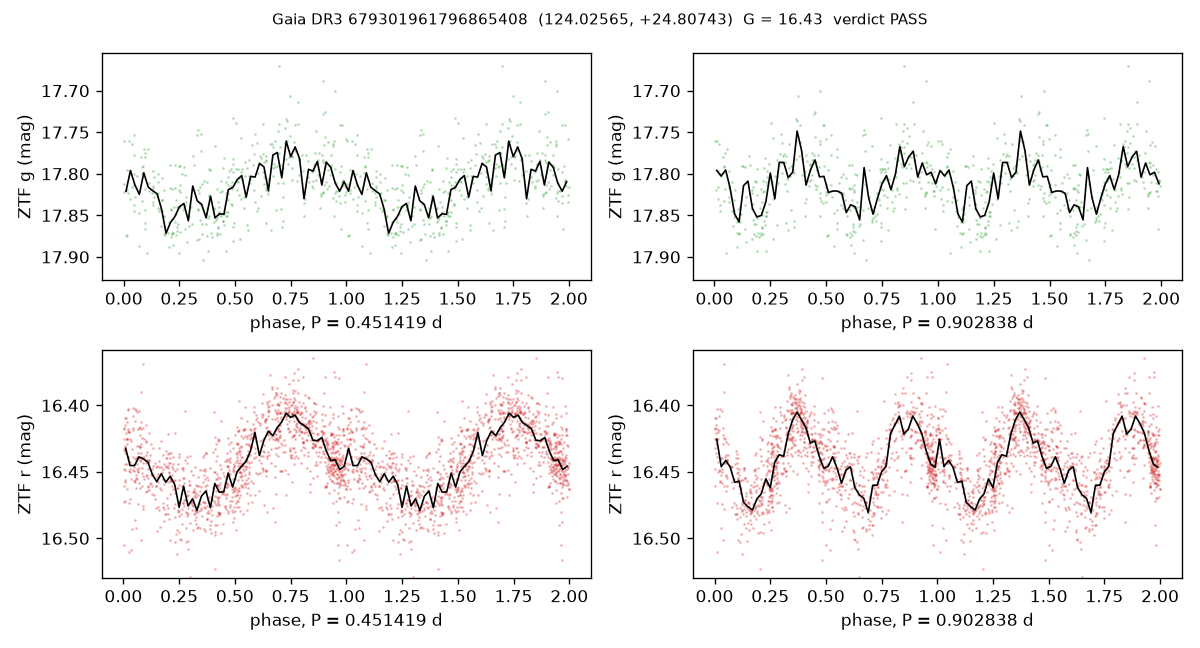 Gaia DR3 679301961796865408  (124.02565, +24.80743)  G = 16.43  verdict PASS
ZTF g (mag)
17.70
17.75
17.80
17.85
17.90
0.00 0.25 0.50 0.75 1.00 1.25 1.50 1.75 2.00
phase, P = 0.451419 d
ZTF g (mag)
17.70
17.75
17.80
17.85
17.90
0.00 0.25 0.50 0.75 1.00 1.25 1.50 1.75 2.00
phase, P = 0.902838 d
ZTF r (mag)
16.40
16.45
16.50
0.00 0.25 0.50 0.75 1.00 1.25 1.50 1.75 2.00
phase, P = 0.451419 d
ZTF r (mag)
16.40
16.45
16.50
0.00 0.25 0.50 0.75 1.00 1.25 1.50 1.75 2.00
phase, P = 0.902838 d